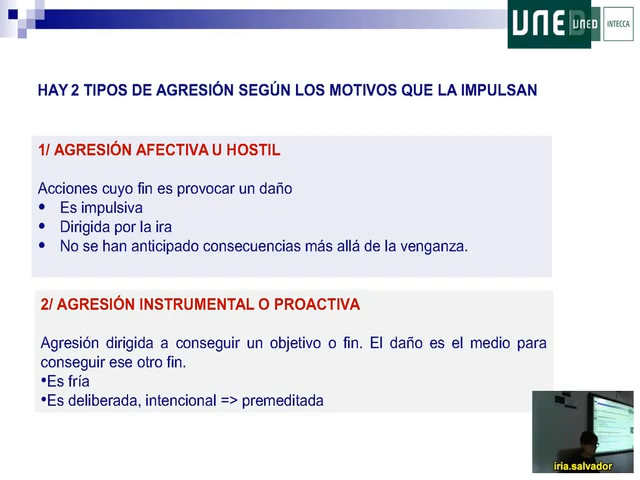 UNED
UNED
INTECCA
HAY 2 TIPOS DE AGRESIÓN SEGÚN LOS MOTIVOS QUE LA IMPULSAN
1/ AGRESIÓN AFECTIVA U HOSTIL
Acciones cuyo fin es provocar un daño
• Es impulsiva
• Dirigida por la ira
• No se han anticipado consecuencias más allá de la venganza.
2/ AGRESIÓN INSTRUMENTAL O PROACTIVA
Agresión dirigida a conseguir un objetivo o fin. El daño es el medio para
conseguir ese otro fin.
•Es fría
•Es deliberada, intencional => premeditada
iria.salvador